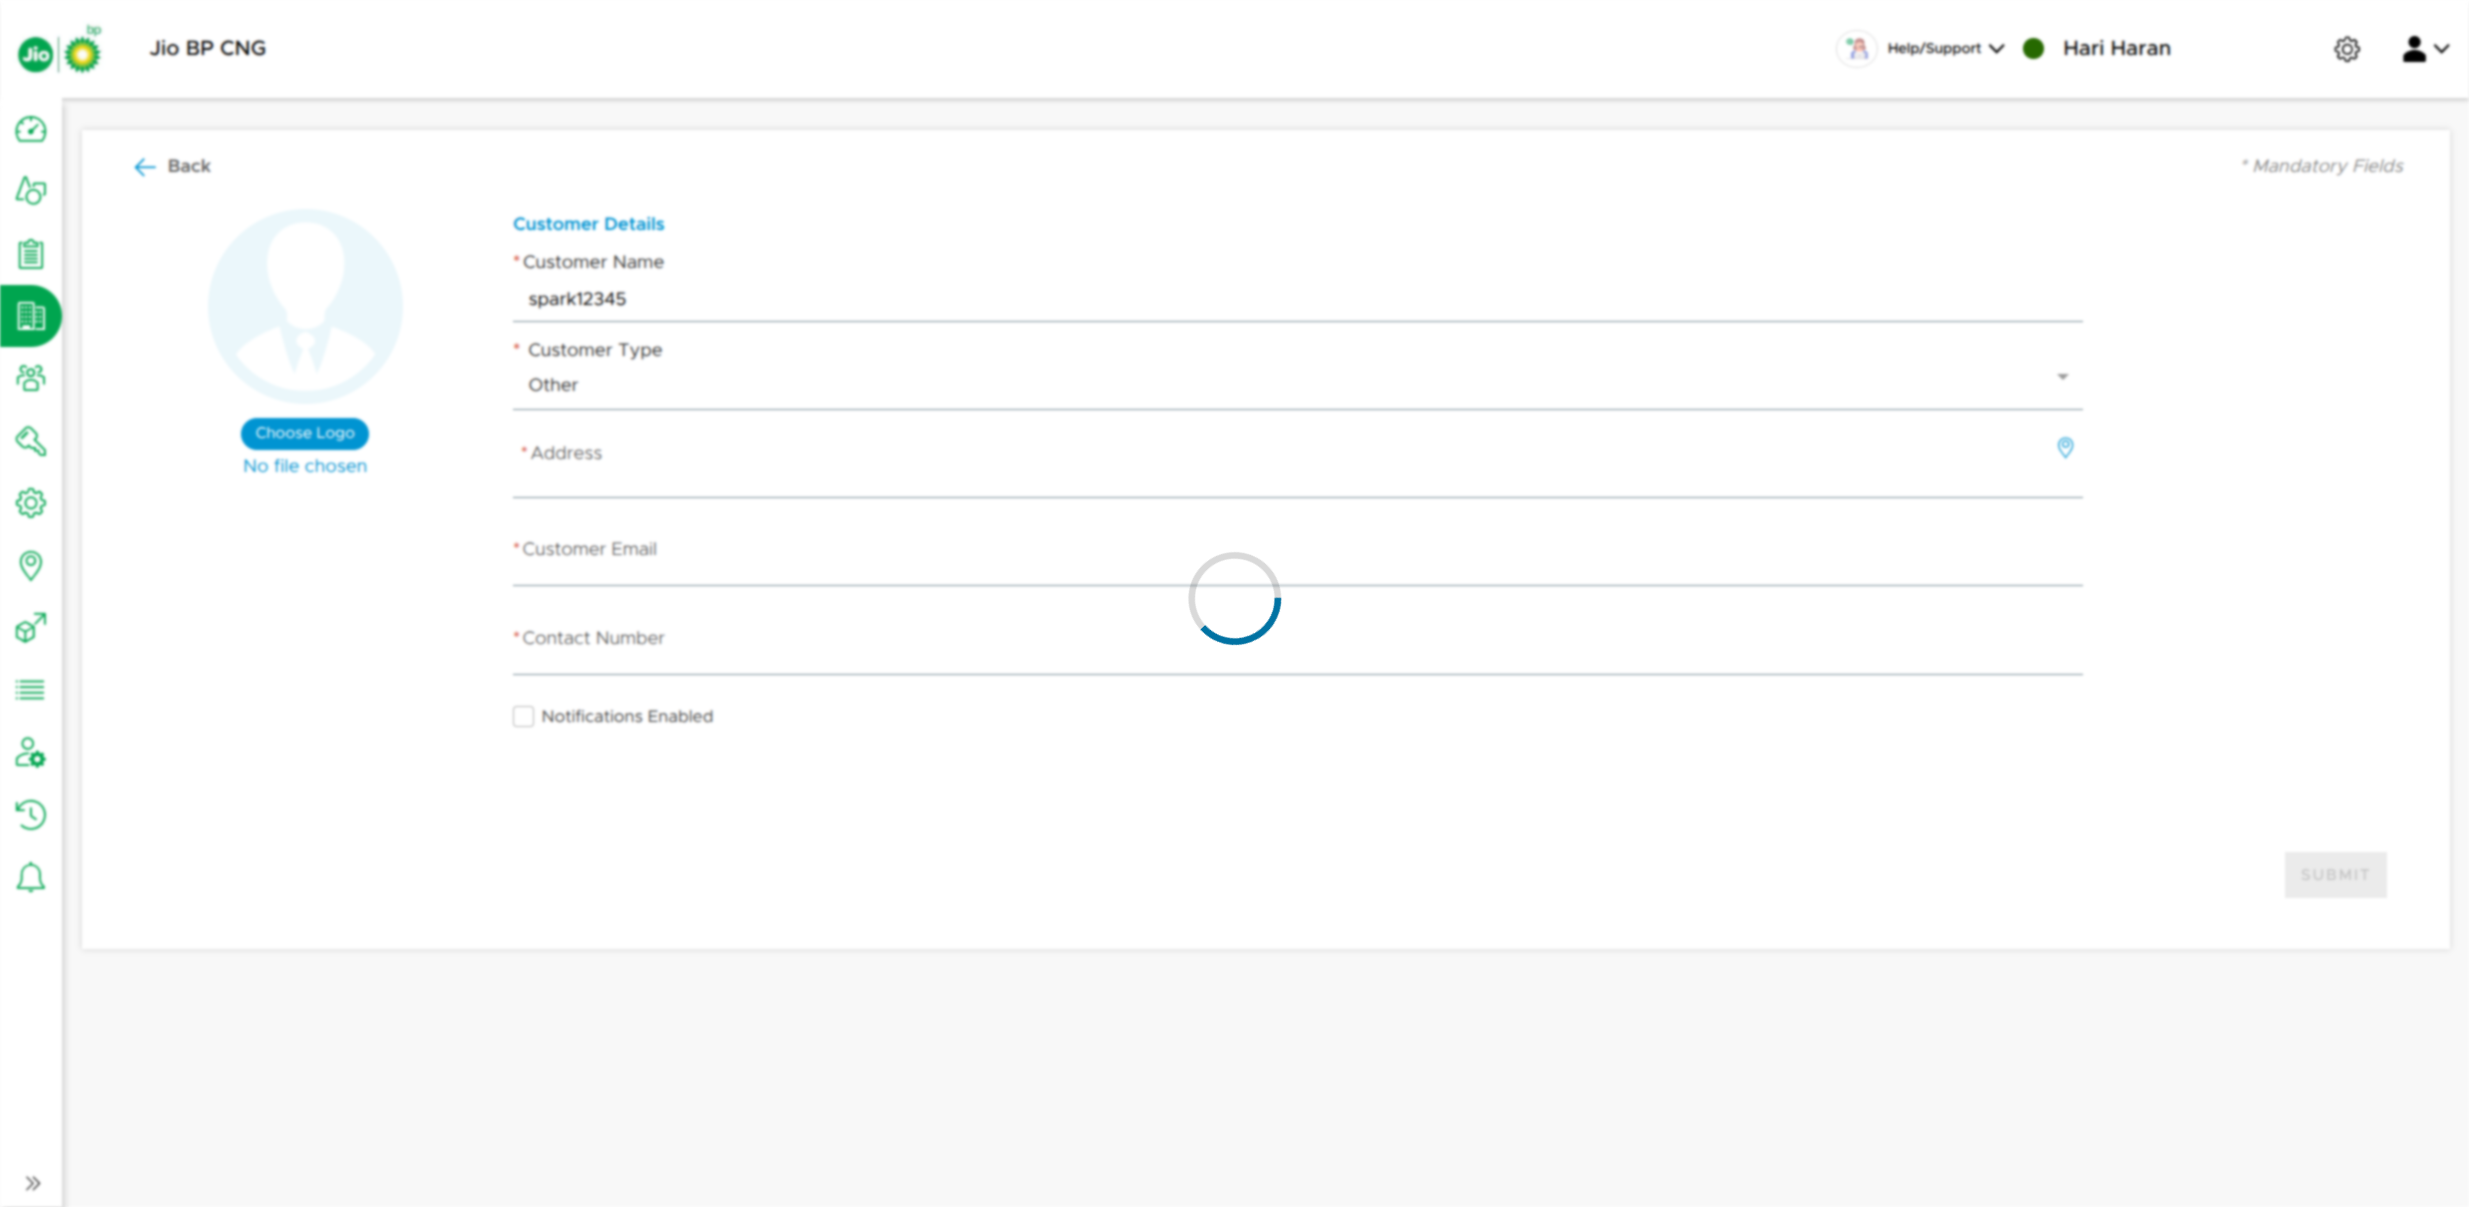 bp
Jio
Jio BP CNG
Help/Support
Hari Haran
Back
* Mandatory Fields
Customer Details
*Customer Name
spark12345
* Customer Type
Other
Choose Logo
No file chosen
*Address
*Customer Email
*Contact Number
Notifications Enabled
SUBMIT